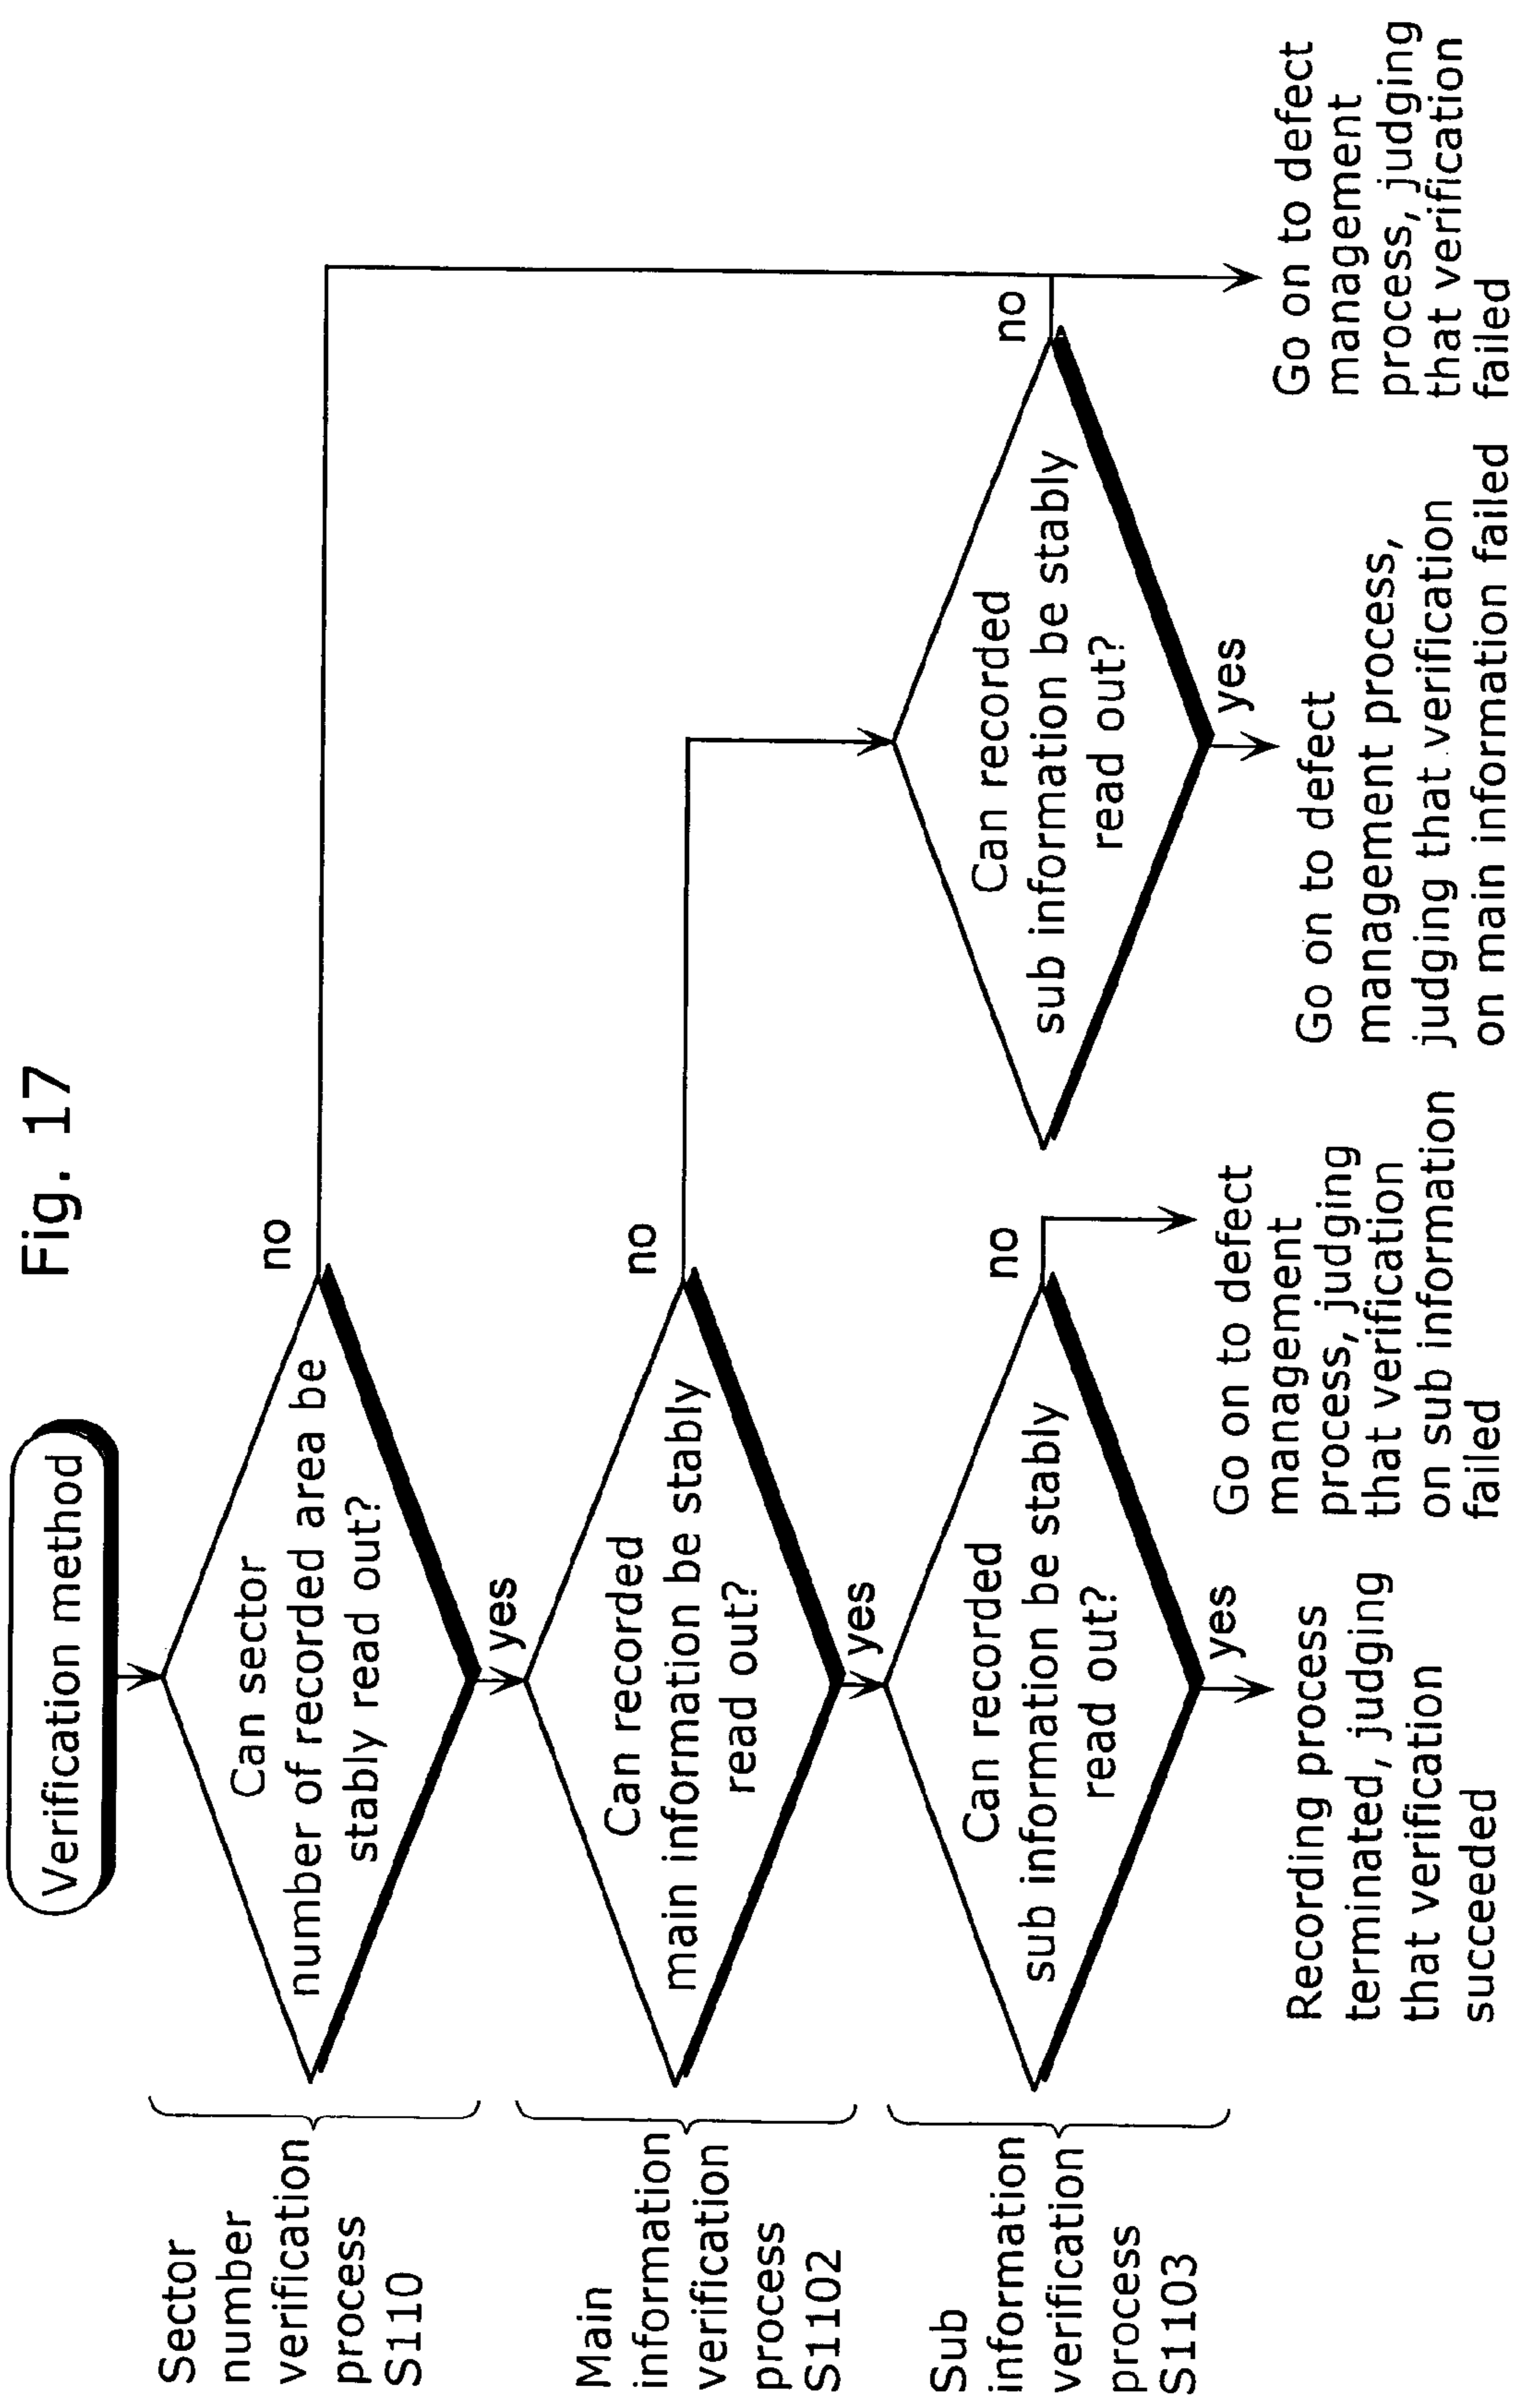 Fig. 17
Verification method
Sector
number
verification
process
S110
Can sector
number of recorded area be
stably read out?
no
yes
Main
information
verification
process
S1102
Can recorded
main information be stably
read out?
no
yes
Sub
information
verification
process
S1103
Can recorded
sub information be stably
read out?
no
yes
Can recorded
sub information be stably
read out?
no
yes
Recording process
terminated, judging
that verification
succeeded
Go on to defect
management
process, judging
that verification
on sub information
failed
Go on to defect
management process,
judging that verification
on main information failed
Go on to defect
management
process, judging
that verification
failed